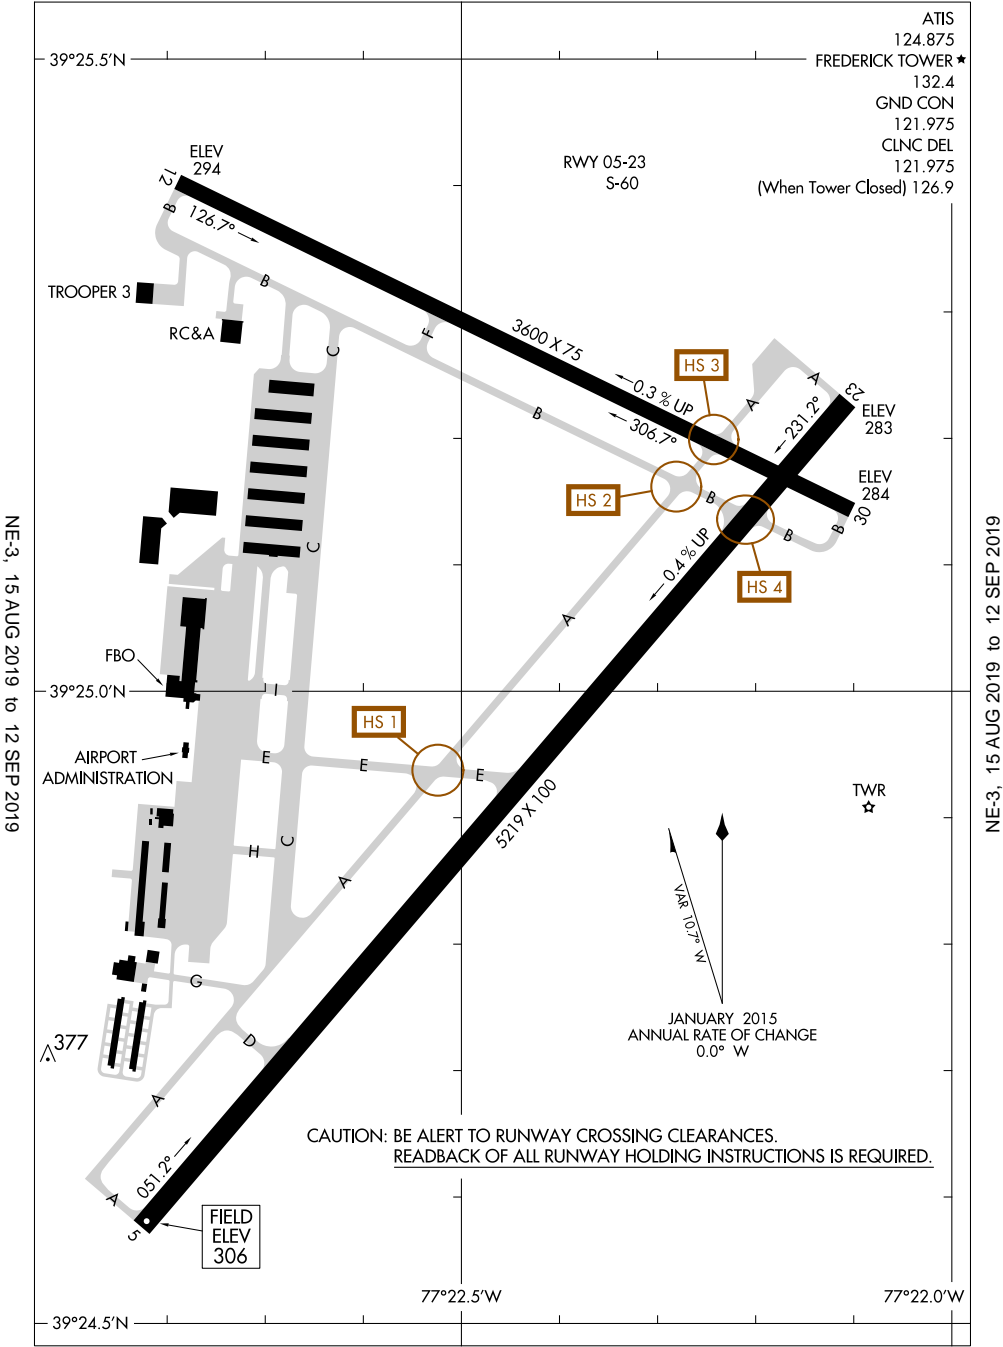 ATIS
124.875
FREDERICK TOWER
132.4
GND CON
121.975
CLNC DEL
121.975
(When Tower Closed) 126.9
39°25.5'N
RWY 05-23
S-60
ELEV
294
12
B
126.7°
TROOPER 3
RC&A
B
F
C
3600 X 75
HS 3
0.3 % UP
306.7°
A
A
23
231.2°
ELEV
283
B
HS 2
B
ELEV
284
30
B
B
0.4 % UP
HS 4
C
A
FBO
39°25.0'N
I
HS 1
AIRPORT
ADMINISTRATION
E
E
E
5219 X 100
TWR
H
C
A
VAR 10.7° W
G
JANUARY 2015
ANNUAL RATE OF CHANGE
0.0° W
377
D
A
CAUTION: BE ALERT TO RUNWAY CROSSING CLEARANCES.
READBACK OF ALL RUNWAY HOLDING INSTRUCTIONS IS REQUIRED.
051.2°
A
5
FIELD
ELEV
306
77°22.5'W
77°22.0'W
39°24.5'N
NE-3, 15 AUG 2019 to 12 SEP 2019
NE-3, 15 AUG 2019 to 12 SEP 2019